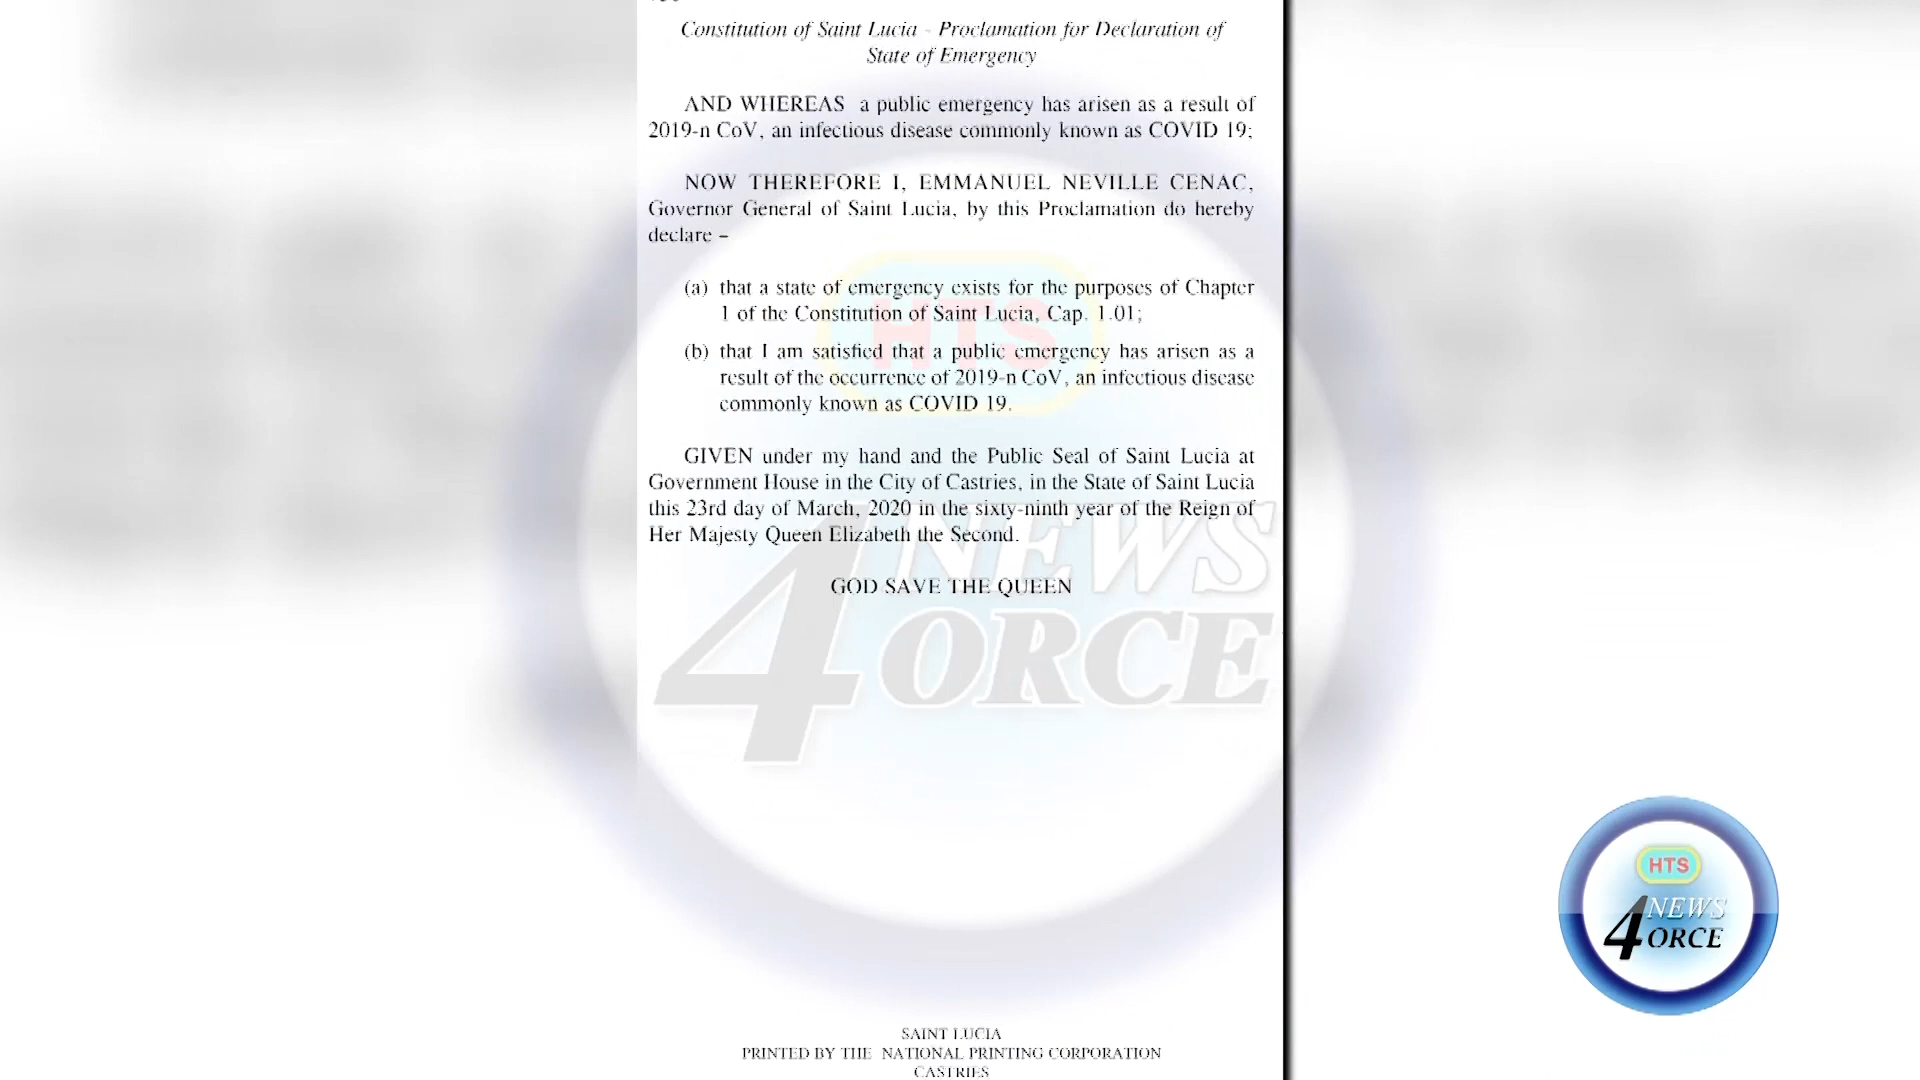 Constitution of Saint Lucia - Proclamation for Declaration of
State of Emergency
AND WHEREAS a public emergency has arisen as a result of
2019-n CoV, an infectious disease commonly known as COVID 19;
NOW THEREFORE I, EMMANUEL NEVILLE CENAC,
Governor General of Saint Lucia, by this Proclamation do hereby
declare –
(a) that a state of emergency exists for the purposes of Chapter
1 of the Constitution of Saint Lucia, Cap. 1.01;
(b) that I am satisfied that a public emergency has arisen as a
result of the occurrence of 2019-n CoV, an infectious disease
commonly known as COVID 19.
GIVEN under my hand and the Public Seal of Saint Lucia at
Government House in the City of Castries, in the State of Saint Lucia
this 23rd day of March, 2020 in the sixty-ninth year of the Reign of
Her Majesty Queen Elizabeth the Second.
GOD SAVE THE QUEEN
HTS
NEWS
4ORCE
SAINT LUCIA
PRINTED BY THE NATIONAL PRINTING CORPORATION
CASTRIES
HTS
NEWS
4ORCE